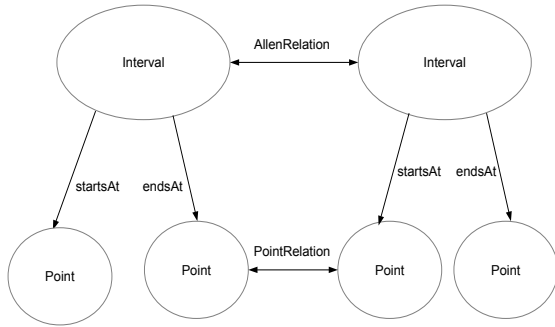 AllenRelation
Interval
Interval
startsAt
endsAt
startsAt
endsAt
PointRelation
Point
Point
Point
Point